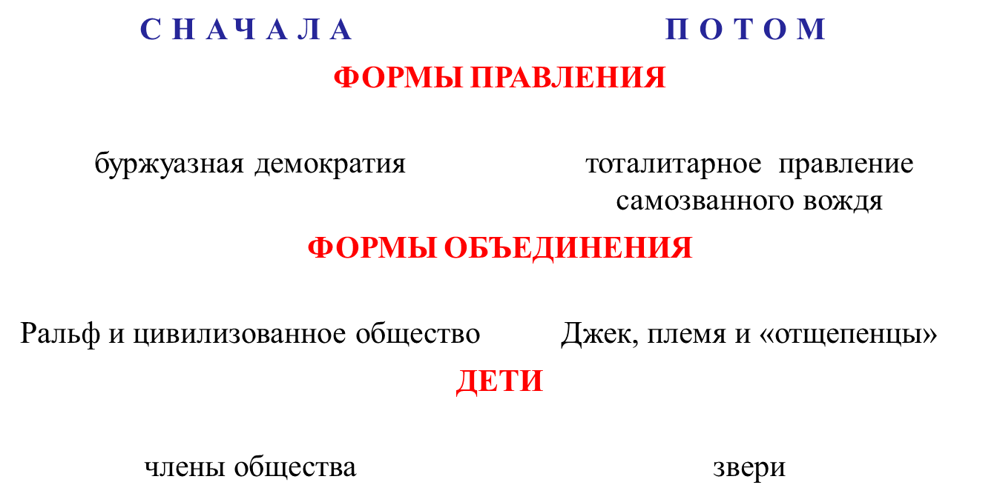 С Н А Ч А Л А П О Т О М
ФОРМЫ ПРАВЛЕНИЯ
буржуазная демократия тоталитарное правление
самозванного вождя
ФОРМЫ ОБЪЕДИНЕНИЯ
Ральф и цивилизованное общество Джек, племя и «отщепенцы»
ДЕТИ
члены общества звери